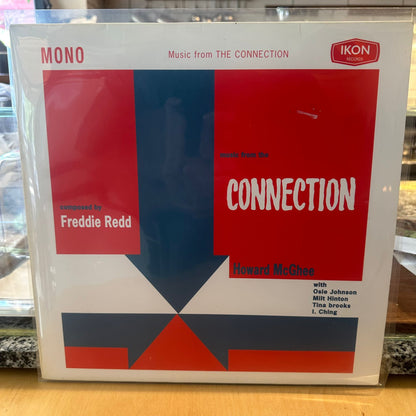 MONO
Music from THE CONNECTION
IKON
RECORDS
music from the
CONNECTION
composed by
Freddie Redd
Howard McGhee
with
Osie Johnson
Milt Hinton
Tina brooks
I. Ching